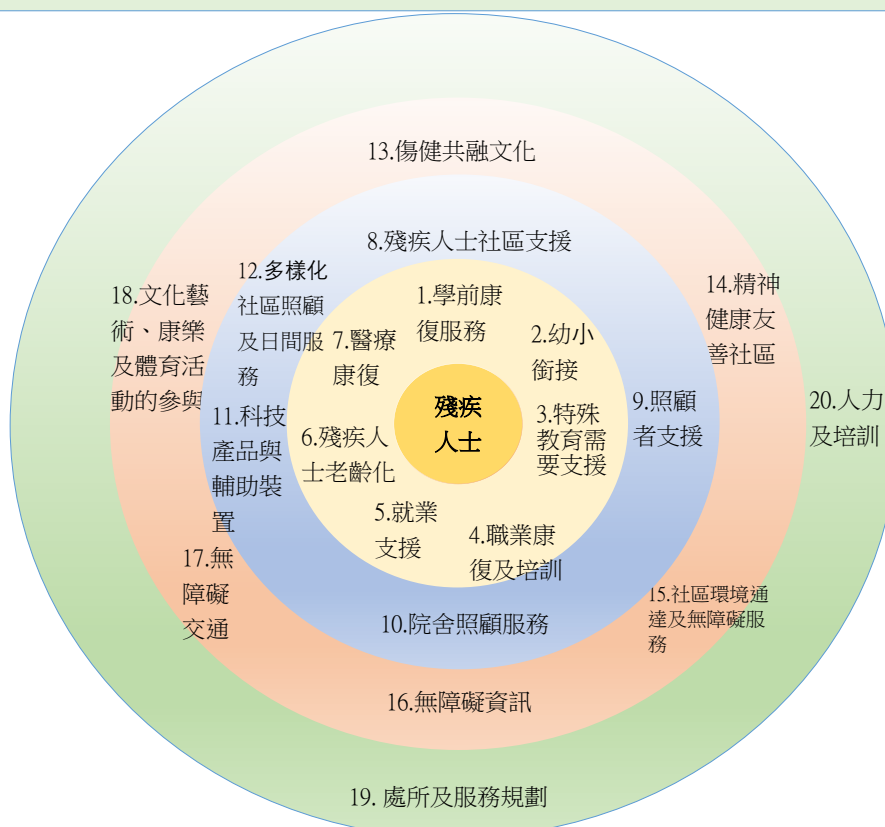 13.傷健共融文化
8.殘疾人士社區支援
12.多樣化
社區照顧
及日間服
務
18.文化藝
術、康樂
及體育活
動的參與
1.學前康
復服務
14.精神
健康友
善社區
7.醫療
康復
2.幼小
銜接
殘疾
人士
3.特殊
教育需
要支援
9.照顧
者支援
20.人力
及培訓
11.科技
產品與
輔助裝
置
6.殘疾人
士老齡化
5.就業
支援
4.職業康
復及培訓
17.無
障礙
交通
15.社區環境通
達及無障礙服
務
10.院舍照顧服務
16.無障礙資訊
19. 處所及服務規劃